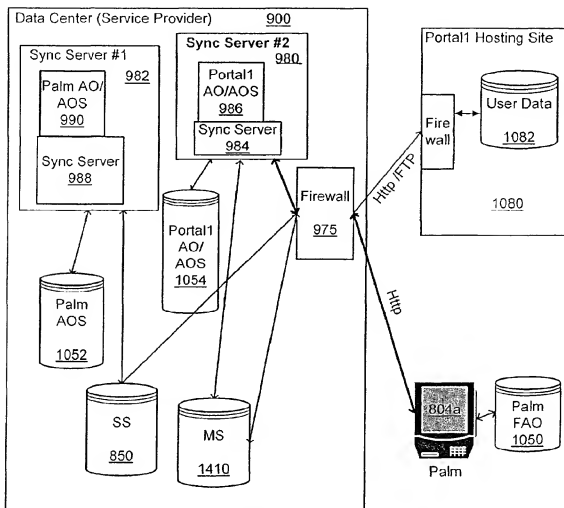 Data Center (Service Provider) 900
Sync Server #1
982
Palm AO/
AOS
990
Sync Server
988
Sync Server #2
980
Portal1
AO/AOS
986
Sync Server
984
Portal1 Hosting Site
User Data
1082
Fire
wall
1080
Http /FTP
Firewall
975
Portal1
AO/
AOS
1054
Palm
AOS
1052
Http
SS
850
MS
1410
804a
Palm
Palm
FAO
1050